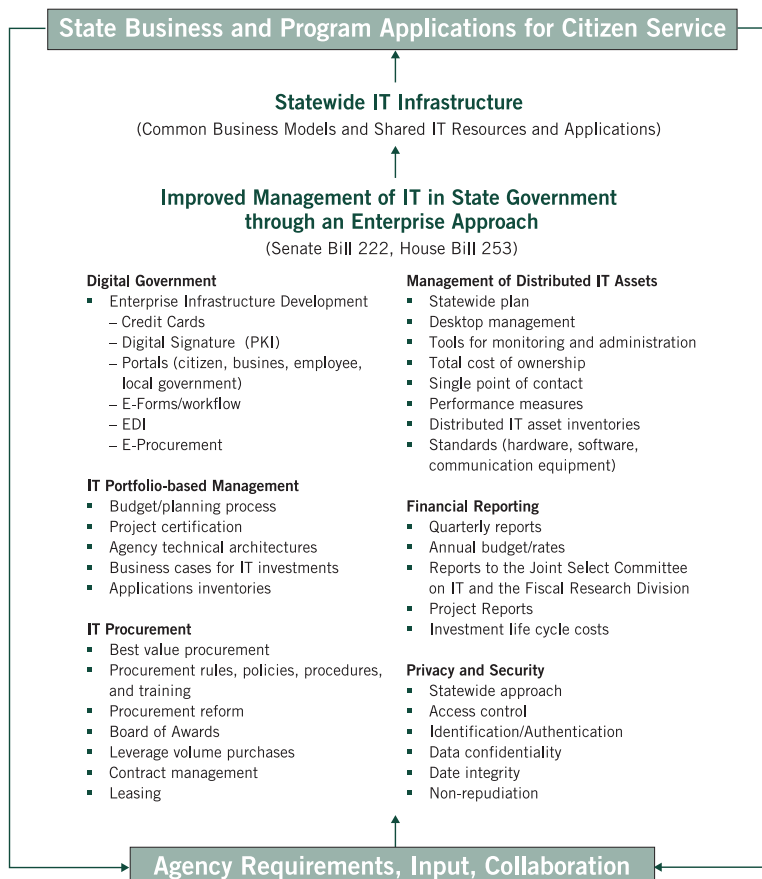 State Business and Program Applications for Citizen Service
Statewide IT Infrastructure
(Common Business Models and Shared IT Resources and Applications)
Improved Management of IT in State Government
through an Enterprise Approach
(Senate Bill 222, House Bill 253)
Digital Government
▪ Enterprise Infrastructure Development
– Credit Cards
– Digital Signature (PKI)
– Portals (citizen, busines, employee,
local government)
– E-Forms/workflow
– EDI
– E-Procurement
IT Portfolio-based Management
▪ Budget/planning process
▪ Project certification
▪ Agency technical architectures
▪ Business cases for IT investments
▪ Applications inventories
IT Procurement
▪ Best value procurement
▪ Procurement rules, policies, procedures,
and training
▪ Procurement reform
▪ Board of Awards
▪ Leverage volume purchases
▪ Contract management
▪ Leasing
Management of Distributed IT Assets
▪ Statewide plan
▪ Desktop management
▪ Tools for monitoring and administration
▪ Total cost of ownership
▪ Single point of contact
▪ Performance measures
▪ Distributed IT asset inventories
▪ Standards (hardware, software,
communication equipment)
Financial Reporting
▪ Quarterly reports
▪ Annual budget/rates
▪ Reports to the Joint Select Committee
on IT and the Fiscal Research Division
▪ Project Reports
▪ Investment life cycle costs
Privacy and Security
▪ Statewide approach
▪ Access control
▪ Identification/Authentication
▪ Data confidentiality
▪ Date integrity
▪ Non-repudiation
Agency Requirements, Input, Collaboration